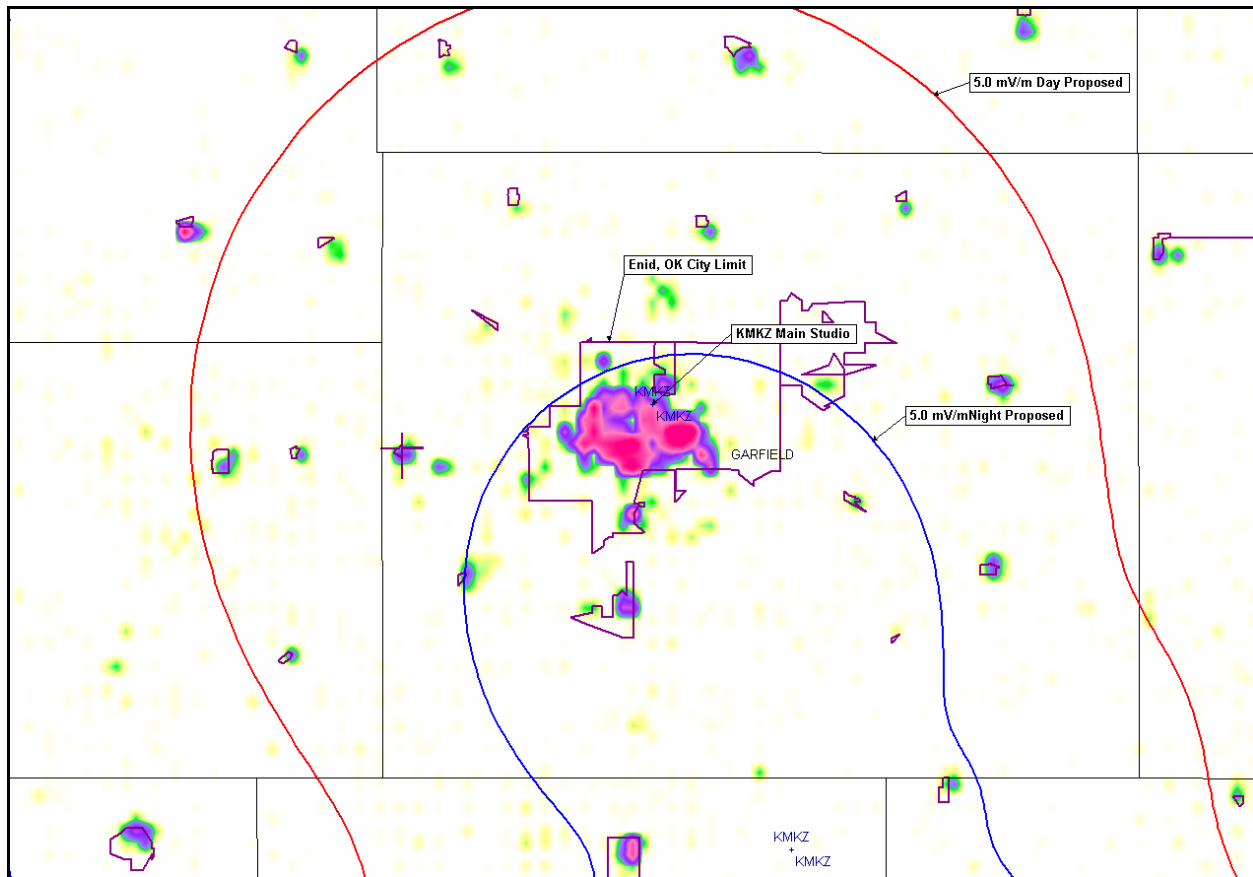 5.0 mV/m Day Proposed
Enid, OK City Limit
KMKZ Main Studio
KMKZ
KMKZ
5.0 mV/mNight Proposed
GARFIELD
KMKZ
KMKZ